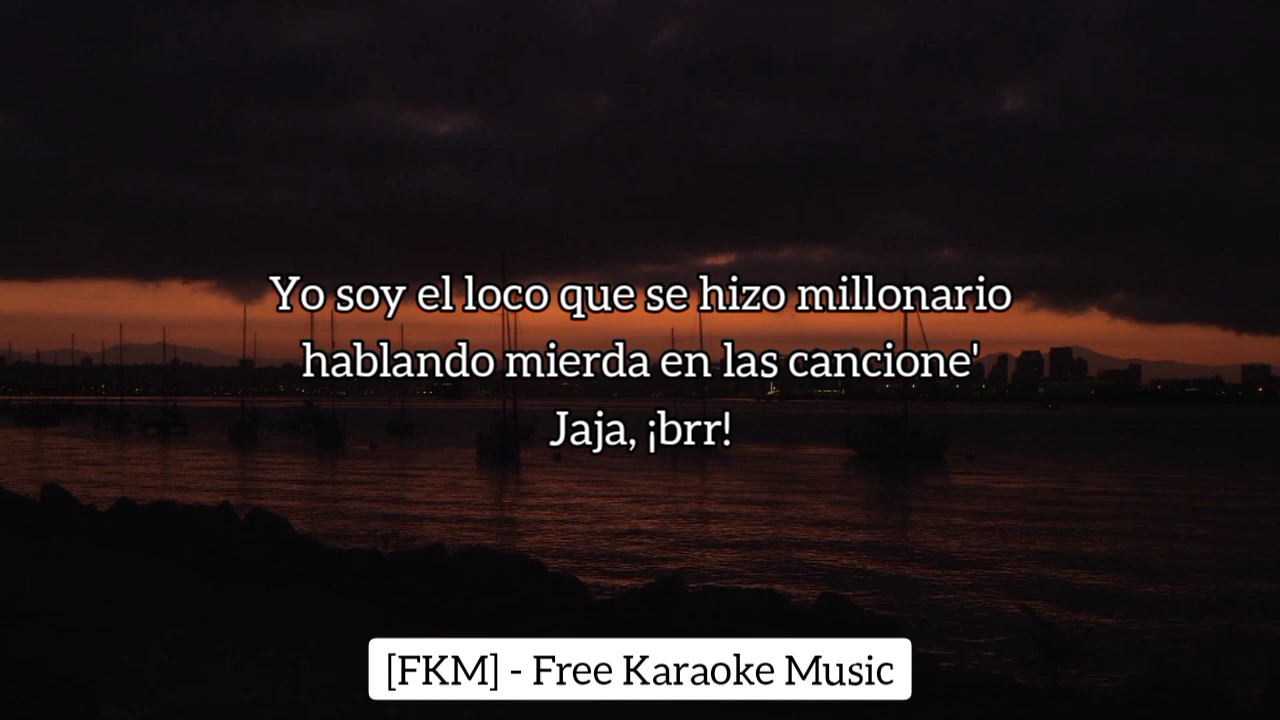 Yo soy el loco que se hizo millonario
hablando mierda en las cancione'
Jaja, ¡brr!
[FKM] - Free Karaoke Music